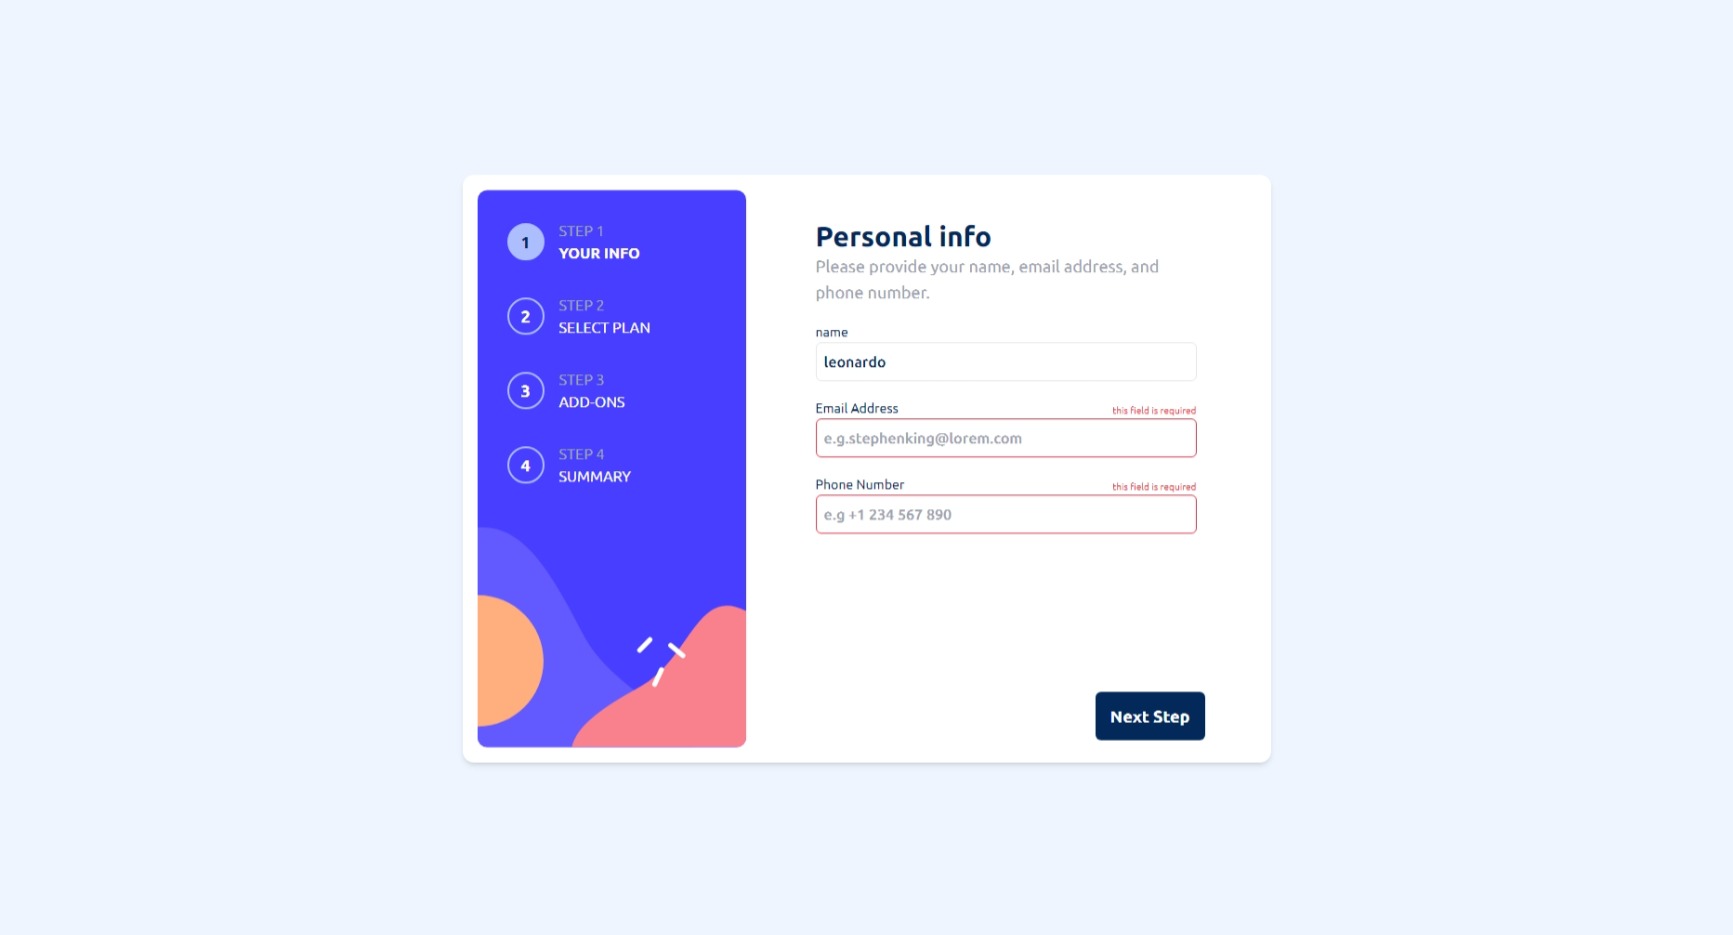 1
STEP 1
YOUR INFO
2
STEP 2
SELECT PLAN
3
STEP 3
ADD-ONS
4
STEP 4
SUMMARY
Personal info
Please provide your name, email address, and
phone number.
name
leonardo
Email Address
this field is required
e.g.stephenking@lorem.com
Phone Number
this field is required
e.g +1 234 567 890
Next Step